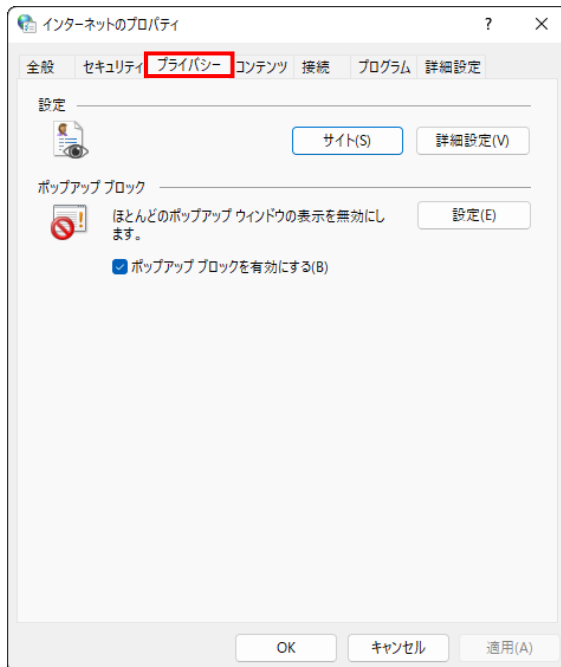 インターネットのプロパティ
?
×
全般 セキュリティ プライバシー コンテンツ 接続 プログラム 詳細設定
設定
サイト(S) 詳細設定(V)
ポップアップ ブロック
ほとんどのポップアップ ウィンドウの表示を無効にし
ます。
設定(E)
ポップアップ ブロックを有効にする(B)
OK キャンセル 適用(A)